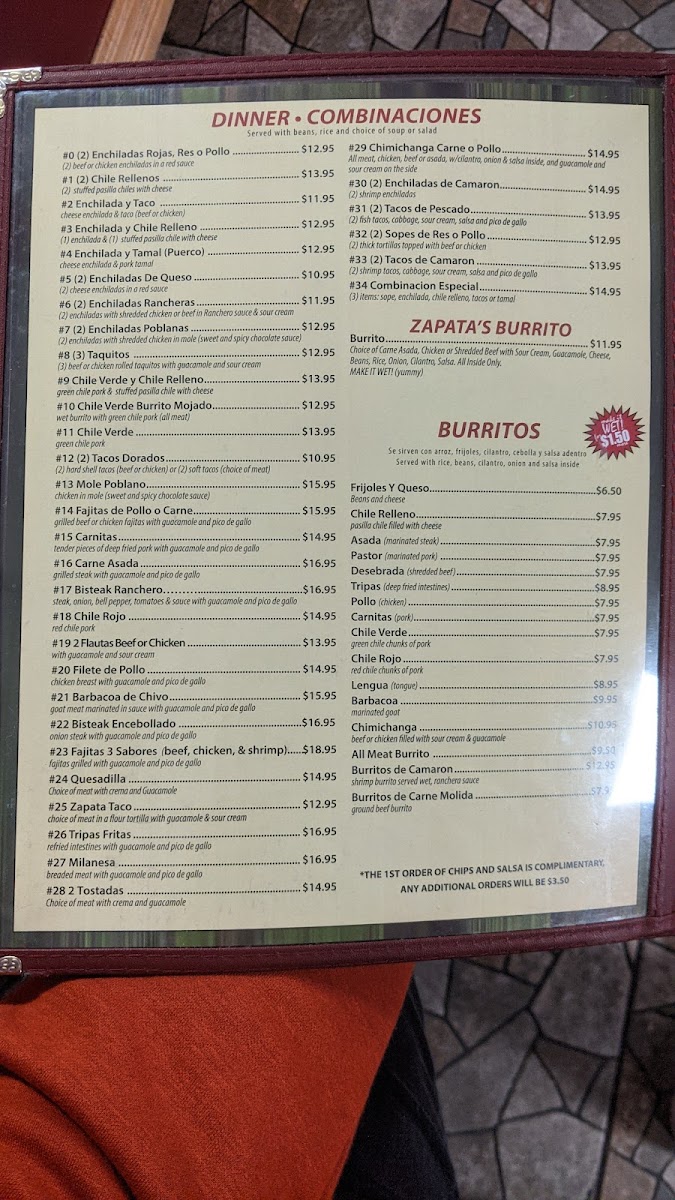 DINNER • COMBINACIONES
Served with beans, rice and choice of soup or salad
#0 (2) Enchiladas Rojas, Res o Pollo ................ $12.95
(2) beef or chicken enchiladas in a red sauce
#1 (2) Chile Rellenos ................ $13.95
(2) stuffed pasilla chiles with cheese
#2 Enchilada y Taco ................ $11.95
cheese enchilada & taco (beef or chicken)
#3 Enchilada y Chile Relleno ................ $12.95
(1) enchilada & (1) stuffed pasilla chile with cheese
#4 Enchilada y Tamal (Puerco) ................ $12.95
cheese enchilada & pork tamal
#5 (2) Enchiladas De Queso ................ $10.95
(2) cheese enchiladas in a red sauce
#6 (2) Enchiladas Rancheras ................ $11.95
(2) enchiladas with shredded chicken or beef in Ranchero sauce & sour cream
#7 (2) Enchiladas Poblanas ................ $12.95
(2) enchiladas with shredded chicken in mole (sweet and spicy chocolate sauce)
#8 (3) Taquitos ................ $12.95
(3) beef or chicken rolled taquitos with guacamole and sour cream
#9 Chile Verde y Chile Relleno ................ $13.95
green chile pork & stuffed pasilla chile with cheese
#10 Chile Verde Burrito Mojado ................ $12.95
wet burrito with green chile pork (all meat)
#11 Chile Verde ................ $13.95
green chile pork
#12 (2) Tacos Dorados ................ $10.95
(2) hard shell tacos (beef or chicken) or (2) soft tacos (choice of meat)
#13 Mole Poblano ................ $15.95
chicken in mole (sweet and spicy chocolate sauce)
#14 Fajitas de Pollo o Carne ................ $15.95
grilled beef or chicken fajitas with guacamole and pico de gallo
#15 Carnitas ................ $14.95
tender pieces of deep fried pork with guacamole and pico de gallo
#16 Carne Asada ................ $16.95
grilled steak with guacamole and pico de gallo
#17 Bisteak Ranchero ................ $16.95
steak, onion, bell pepper, tomatoes & sauce with guacamole and pico de gallo
#18 Chile Rojo ................ $14.95
red chile pork
#19 2 Flautas Beef or Chicken ................ $13.95
with guacamole and sour cream
#20 Filete de Pollo ................ $14.95
chicken breast with guacamole and pico de gallo
#21 Barbacoa de Chivo ................ $15.95
goat meat marinated in sauce with guacamole and pico de gallo
#22 Bisteak Encebollado ................ $16.95
onion steak with guacamole and pico de gallo
#23 Fajitas 3 Sabores (beef, chicken, & shrimp) ..... $18.95
fajitas grilled with guacamole and pico de gallo
#24 Quesadilla ................ $14.95
Choice of meat with crema and Guacamole
#25 Zapata Taco ................ $12.95
choice of meat in a flour tortilla with guacamole & sour cream
#26 Tripas Fritas ................ $16.95
refried intestines with guacamole and pico de gallo
#27 Milanesa ................ $16.95
breaded meat with guacamole and pico de gallo
#28 2 Tostadas ................ $14.95
Choice of meat with crema and guacamole
#29 Chimichanga Carne o Pollo ................ $14.95
All meat, chicken, beef or asada, w/cilantro, onion & salsa inside, and guacamole and
sour cream on the side
#30 (2) Enchiladas de Camaron ................ $14.95
(2) shrimp enchiladas
#31 (2) Tacos de Pescado ................ $13.95
(2) fish tacos, cabbage, sour cream, salsa and pico de gallo
#32 (2) Sopes de Res o Pollo ................ $12.95
(2) thick tortillas topped with beef or chicken
#33 (2) Tacos de Camaron ................ $13.95
(2) shrimp tacos, cabbage, sour cream, salsa and pico de gallo
#34 Combinacion Especial ................ $14.95
(3) items: sope, enchilada, chile relleno, tacos or tamal
ZAPATA'S BURRITO
Burrito ................ $11.95
Choice of Carne Asada, Chicken or Shredded Beef with Sour Cream, Guacamole, Cheese,
Beans, Rice, Onion, Cilantro, Salsa. All Inside Only.
MAKE IT WET! (yummy)
BURRITOS
WET!
$1.50
Se sirven con arroz, frijoles, cilantro, cebolla y salsa adentro
Served with rice, beans, cilantro, onion and salsa inside
Frijoles Y Queso ................ $6.50
Beans and cheese
Chile Relleno ................ $7.95
pasilla chile filled with cheese
Asada (marinated steak) ................ $7.95
Pastor (marinated pork) ................ $7.95
Desebrada (shredded beef) ................ $7.95
Tripas (deep fried intestines) ................ $8.95
Pollo (chicken) ................ $7.95
Carnitas (pork) ................ $7.95
Chile Verde ................ $7.95
green chile chunks of pork
Chile Rojo ................ $7.95
red chile chunks of pork
Lengua (tongue) ................ $8.95
Barbacoa ................ $9.95
marinated goat
Chimichanga ................ $10.95
beef or chicken filled with sour cream & guacamole
All Meat Burrito ................ $9.50
Burritos de Camaron ................ $12.95
shrimp burrito served wet, ranchera sauce
Burritos de Carne Molida ................ $7.9
ground beef burrito
*THE 1ST ORDER OF CHIPS AND SALSA IS COMPLIMENTARY,
ANY ADDITIONAL ORDERS WILL BE $3.50